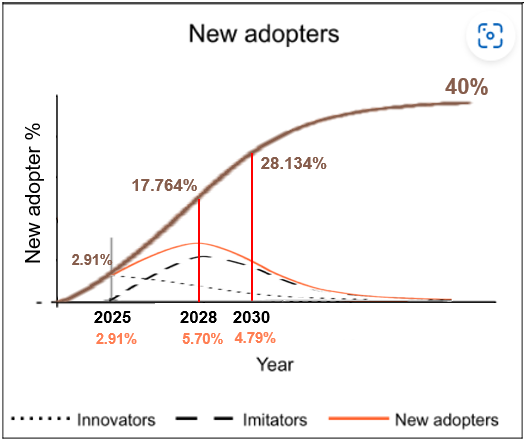 New adopters
40%
New adopter %
28.134%
17.764%
2.91%
2025 2028 2030
2.91% 5.70% 4.79%
Year
Innovators Imitators New adopters